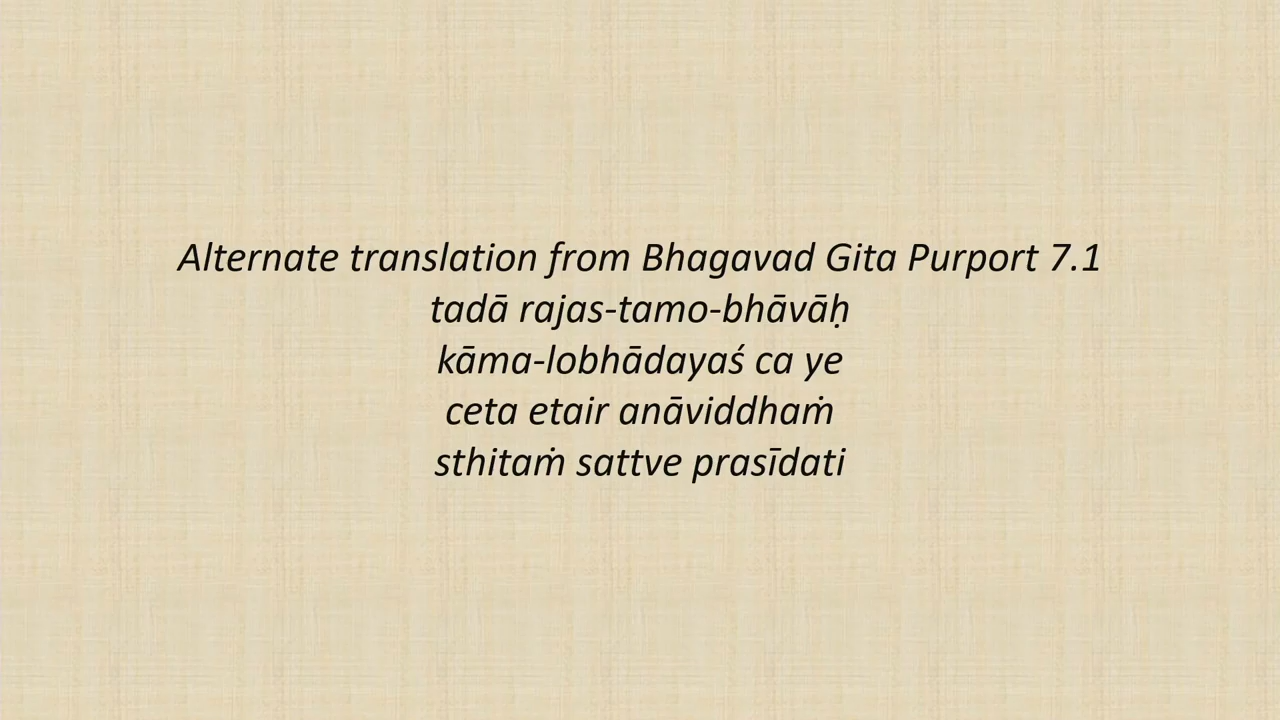 Alternate translation from Bhagavad Gita Purport 7.1
tadā rajas-tamo-bhāvāḥ
kāma-lobhādayaś ca ye
ceta etair anāviddhaṁ
sthitaṁ sattve prasīdati